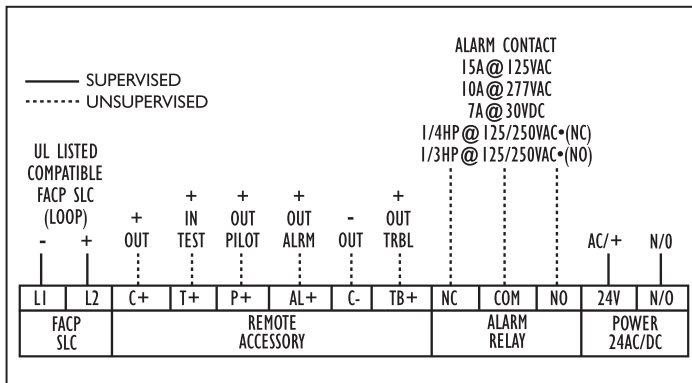 ALARM CONTACT
15A@125VAC
10A@277VAC
7A@30VDC
1/4HP@125/250VAC•(NC)
1/3HP@125/250VAC•(NO)
SUPERVISED
UNSUPERVISED
UL LISTED
COMPATIBLE
FACP SLC
(LOOP)
- +
+
OUT
+
IN
TEST
+
OUT
PILOT
+
OUT
ALRM
-
OUT
+
OUT
TRBL
AC/+ N/O
L1 L2 C+ T+ P+ AL+ C- TB+ NC COM NO 24V N/O
FACP
SLC
REMOTE
ACCESSORY
ALARM
RELAY
POWER
24AC/DC